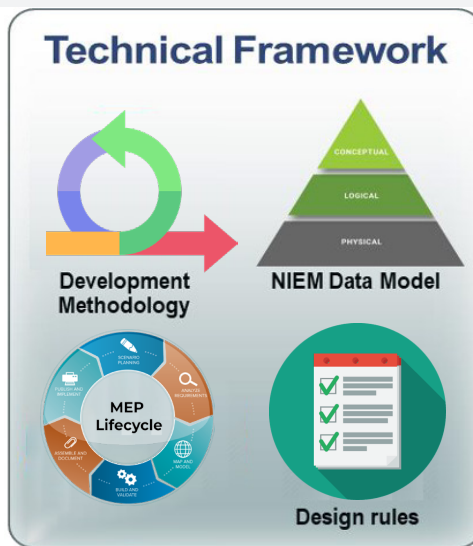 Technical Framework
CONCEPTUAL
LOGICAL
PHYSICAL
Development
Methodology
NIEM Data Model
SCENARIO
PLANNING
ANALYZE
REQUIREMENTS
MAP AND
MODEL
BUILD AND
VALIDATE
ASSEMBLE AND
DOCUMENT
PUBLISH AND
IMPLEMENT
MEP
Lifecycle
Design rules